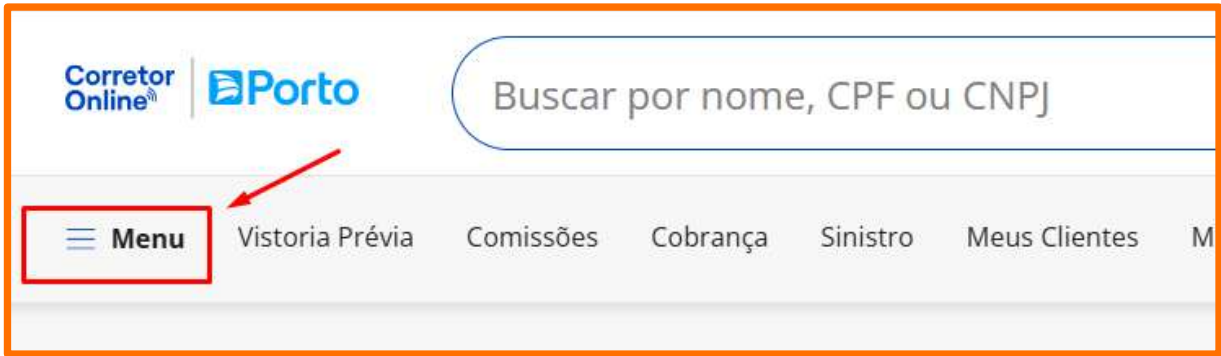 Corretor
Online
Porto
Buscar por nome, CPF ou CNPJ
Menu Vistoria Prévia Comissões Cobrança Sinistro Meus Clientes M